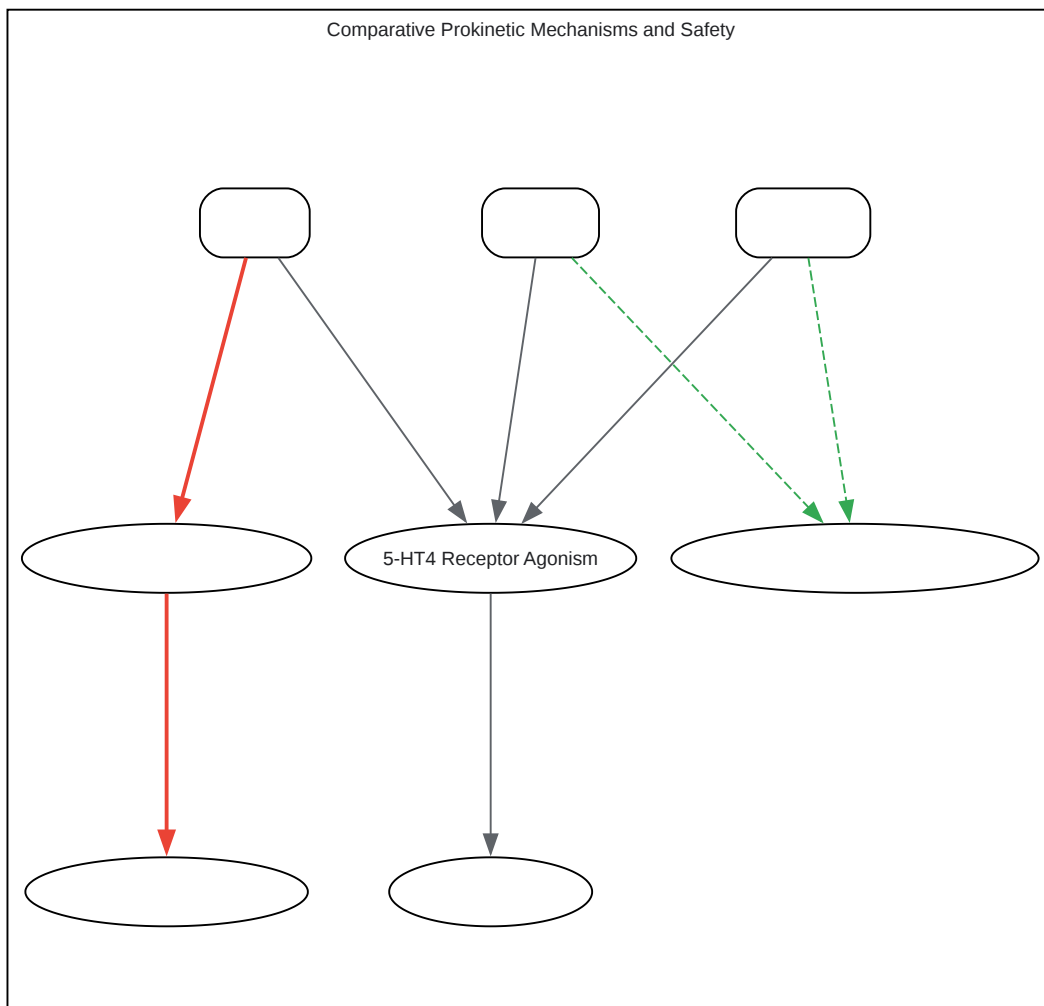 Comparative Prokinetic Mechanisms and Safety
5-HT4 Receptor Agonism